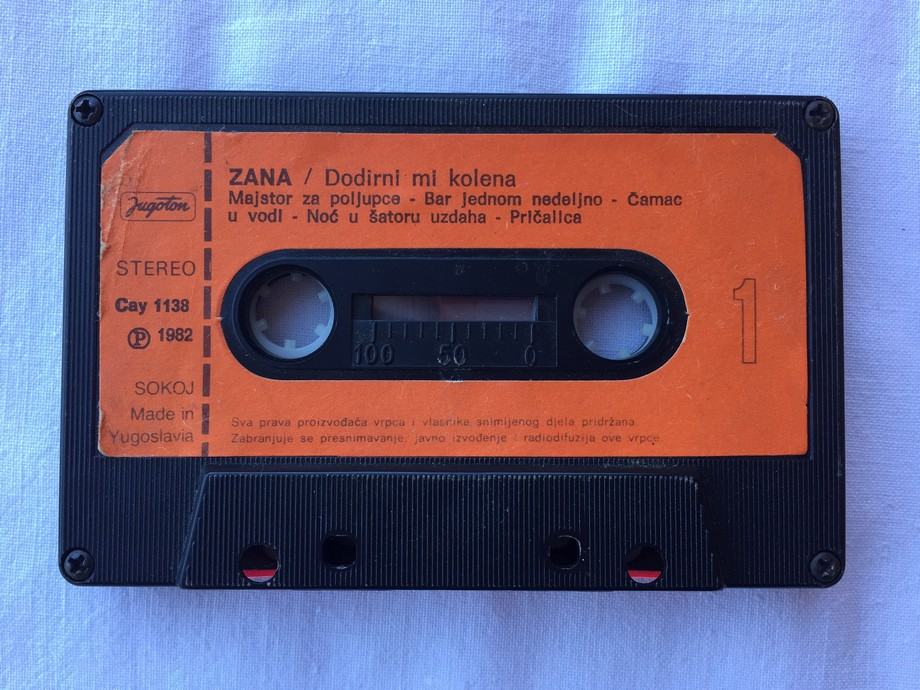 ZANA / Dodirni mi kolena
Majstor za poljupce - Bar jednom nedeljno - Čamac
u vodi - Noć u šatoru uzdaha - Pričalica
Jugoton
STEREO
Cay 1138
Ⓟ 1982
SOKOJ
Made in
Yugoslavia
1
100 50 0
Sva prava proizvođača vrpca i vlasnika snimljenog djela pridržana.
Zabranjuje se presnimavanje, javno izvođenje i radiodifuzija ove vrpce.